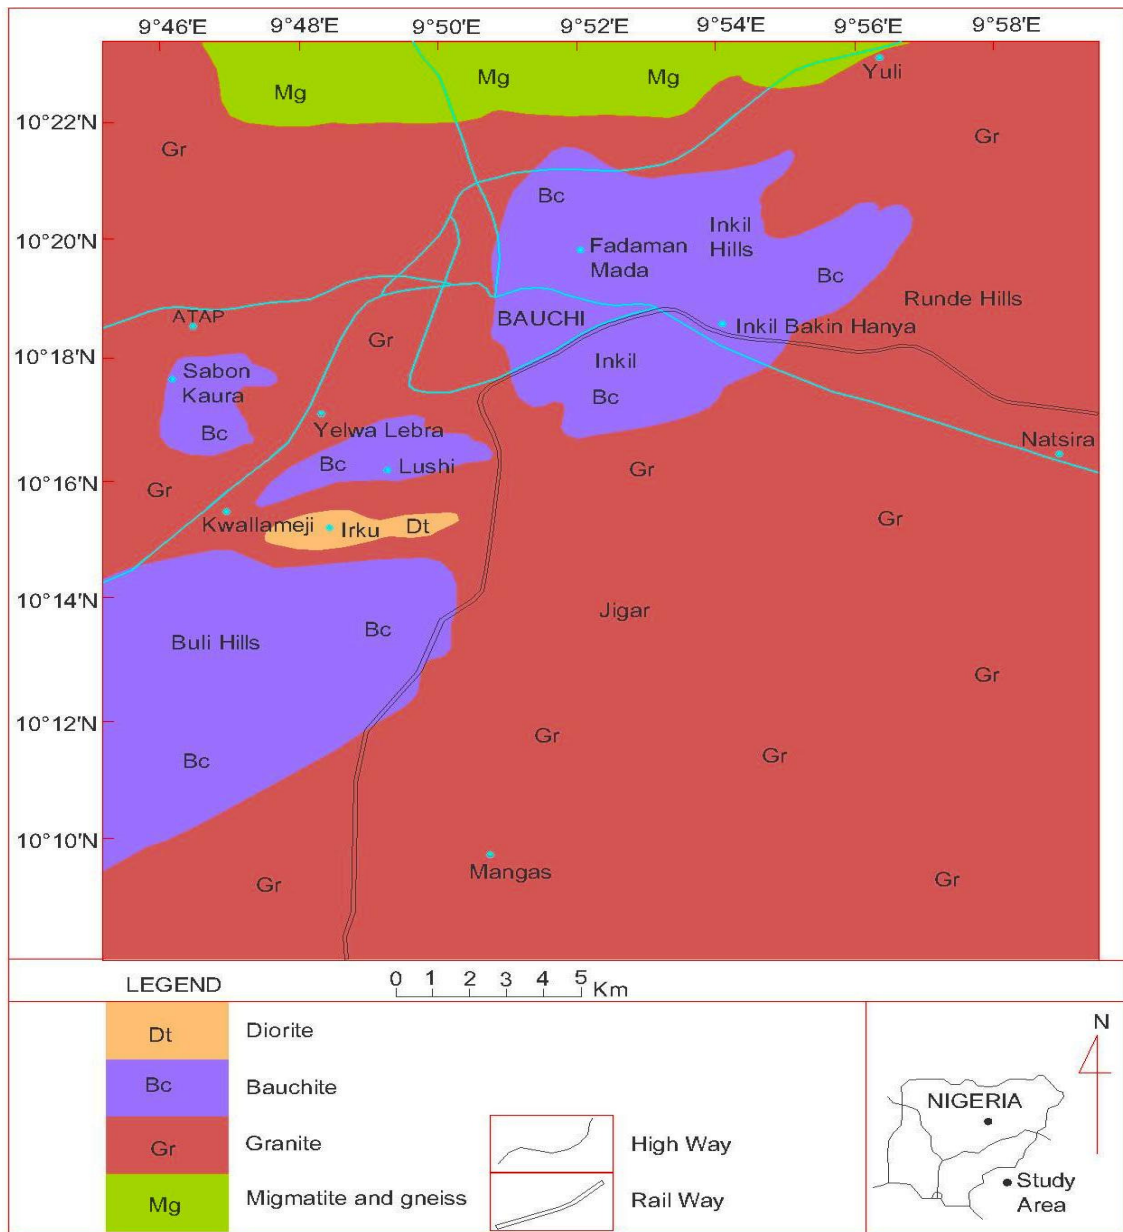 9°46'E 9°48'E 9°50'E 9°52'E 9°54'E 9°56'E 9°58'E
Yuli
Mg Mg Mg
10°22'N
Gr
Gr
Bc
Inkil
Hills
10°20'N
Fadaman
Mada
Bc
Runde Hills
ATAP
BAUCHI
Inkil Bakin Hanya
Gr
10°18'N
Inkil
Sabon
Kaura
Bc
Bc
Yelwa Lebra
Natsira
Bc
Lushi
Gr
10°16'N
Gr
Gr
Kwallameji
Irku
Dt
10°14'N
Jigar
Bc
Buli Hills
Gr
10°12'N
Gr
Gr
Bc
10°10'N
Mangas
Gr
Gr
LEGEND
0 1 2 3 4 5 Km
Dt Diorite
Bc Bauchite
Gr Granite
Mg Migmatite and gneiss
High Way
Rail Way
N
NIGERIA
Study
Area